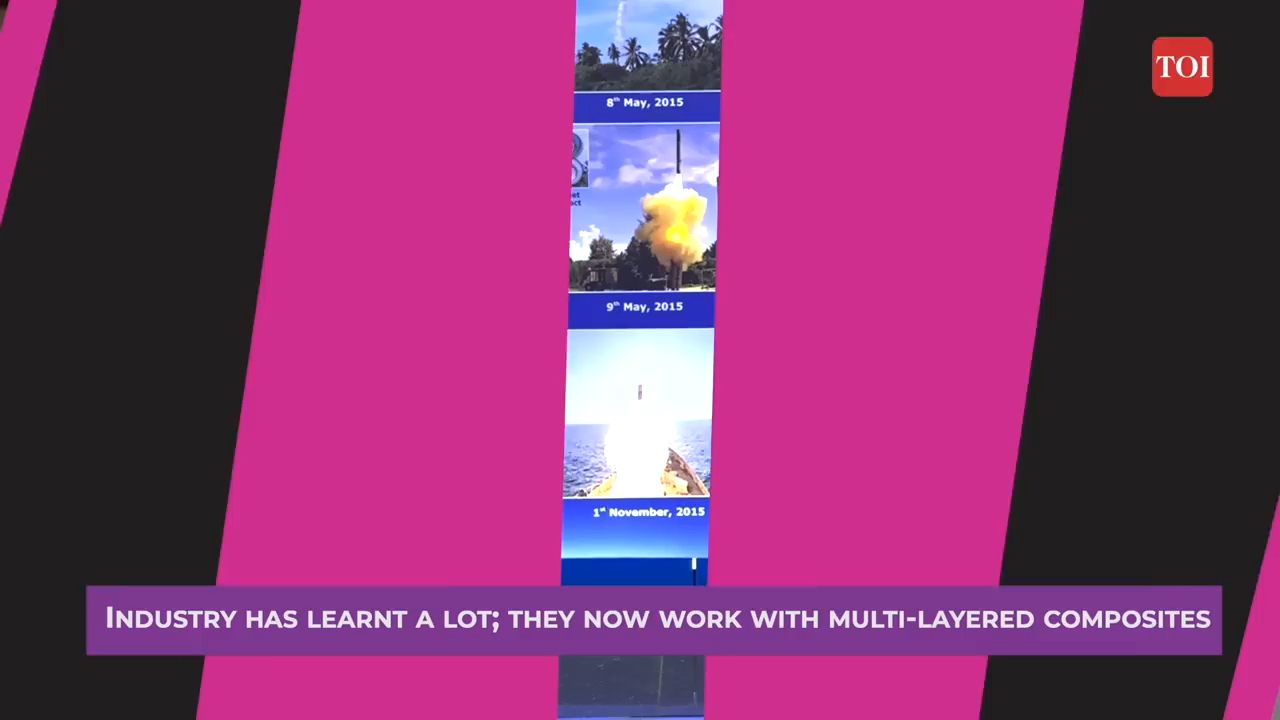 TOI
8th May, 2015
9th May, 2015
1st November, 2015
Industry has learnt a lot; they now work with multi-layered composites